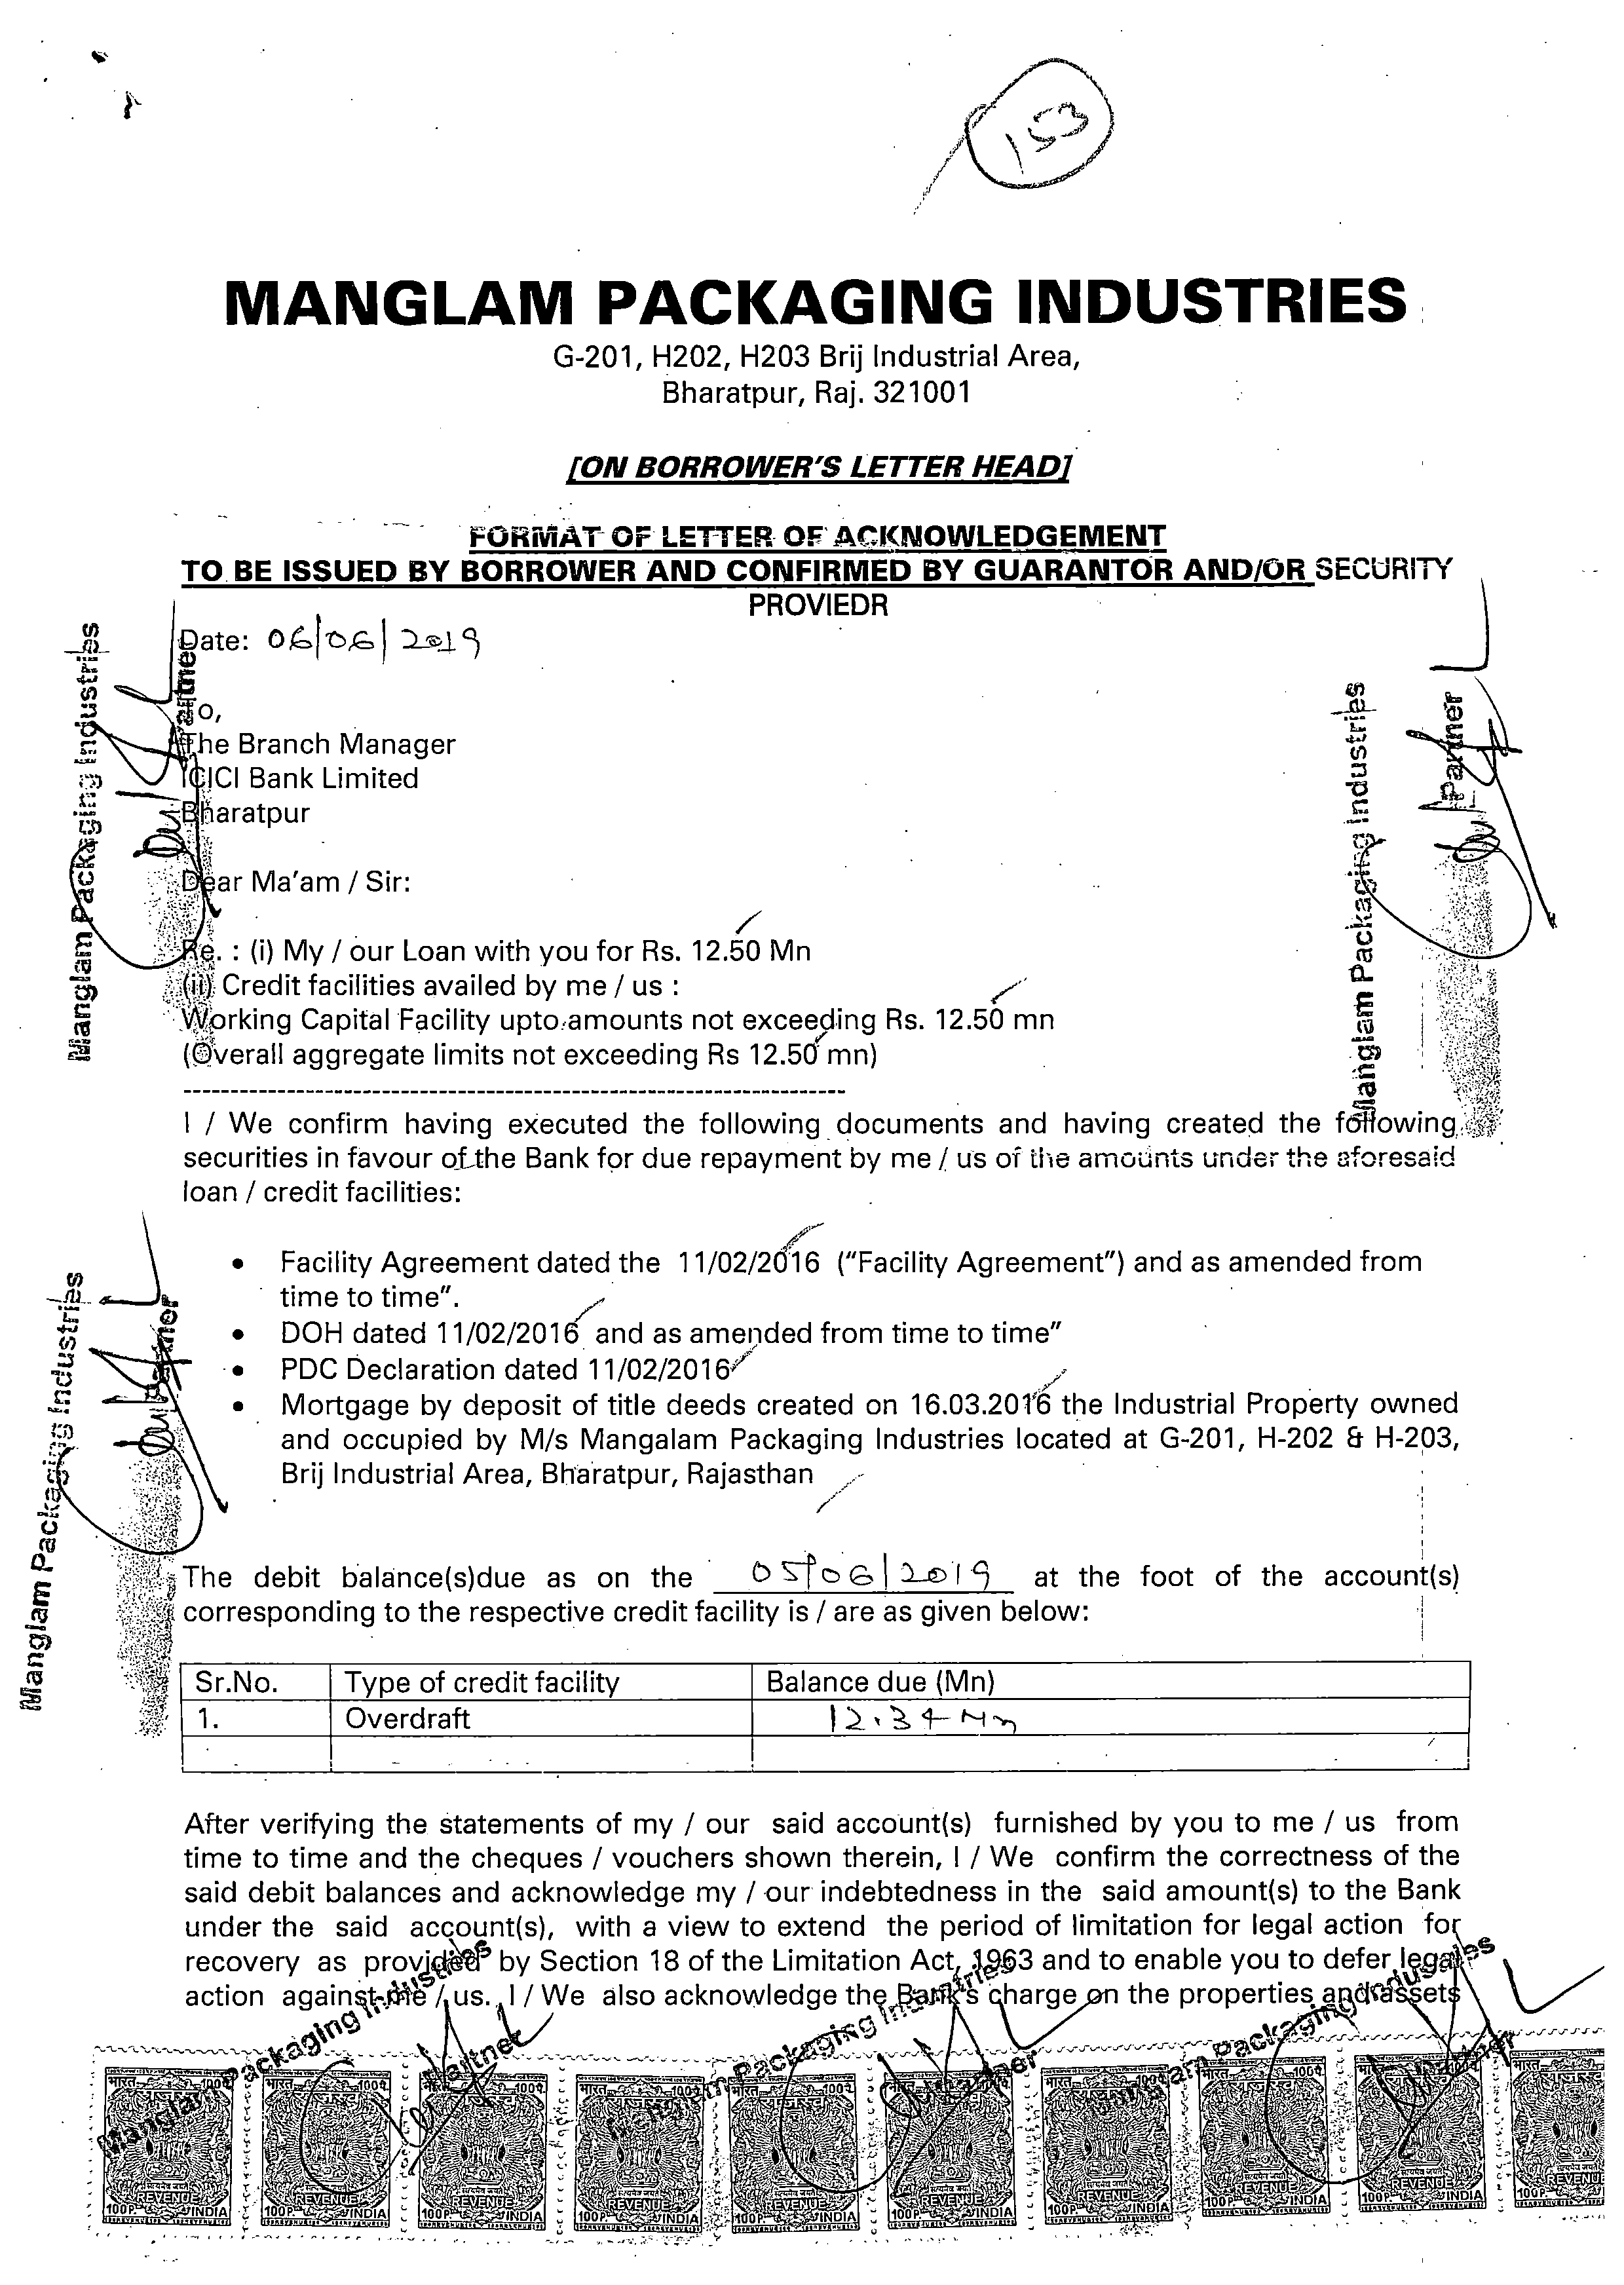 153
MANGLAM PACKAGING INDUSTRIES
G-201, H202, H203 Brij Industrial Area,
Bharatpur, Raj. 321001
[ON BORROWER'S LETTER HEAD]
FORMAT OF LETTER OF ACKNOWLEDGEMENT
TO BE ISSUED BY BORROWER AND CONFIRMED BY GUARANTOR AND/OR SECURITY
PROVIEDR
Date: 06/06/2019
To,
The Branch Manager
ICICI Bank Limited
Bharatpur
Manglam Packaging Industries
Partner
Manglam Packaging Industries
Partner
Dear Ma'am / Sir:
Re. : (i) My / our Loan with you for Rs. 12.50 Mn
(ii) Credit facilities availed by me / us :
Working Capital Facility upto amounts not exceeding Rs. 12.50 mn
(Overall aggregate limits not exceeding Rs 12.50 mn)
I / We confirm having executed the following documents and having created the following
securities in favour of the Bank for due repayment by me / us of the amounts under the aforesaid
loan / credit facilities:
• Facility Agreement dated the 11/02/2016 ("Facility Agreement") and as amended from
time to time".
• DOH dated 11/02/2016 and as amended from time to time"
• PDC Declaration dated 11/02/2016
• Mortgage by deposit of title deeds created on 16.03.2016 the Industrial Property owned
and occupied by M/s Mangalam Packaging Industries located at G-201, H-202 & H-203,
Brij Industrial Area, Bharatpur, Rajasthan
Manglam Packaging Industries
Partner
The debit balance(s)due as on the 05/06/2019 at the foot of the account(s)
corresponding to the respective credit facility is / are as given below:
Sr.No. Type of credit facility Balance due (Mn)
1. Overdraft 12.34 Mn
After verifying the statements of my / our said account(s) furnished by you to me / us from
time to time and the cheques / vouchers shown therein, I / We confirm the correctness of the
said debit balances and acknowledge my / our indebtedness in the said amount(s) to the Bank
under the said account(s), with a view to extend the period of limitation for legal action for
recovery as provided by Section 18 of the Limitation Act, 1963 and to enable you to defer legal
action against me / us. I / We also acknowledge the Bank's charge on the properties and assets
Manglam Packaging Industries
Partner
Manglam Packaging Industries
Partner
Manglam Packaging Industries
Partner
भारत REVENUE 100P INDIA
भारत REVENUE 100P INDIA
भारत REVENUE 100P INDIA
भारत REVENUE 100P INDIA
भारत REVENUE 100P INDIA
भारत REVENUE 100P INDIA
भारत REVENUE 100P INDIA
भारत REVENUE 100P INDIA
भारत REVENUE 100P INDIA
भारत REVENUE 100P